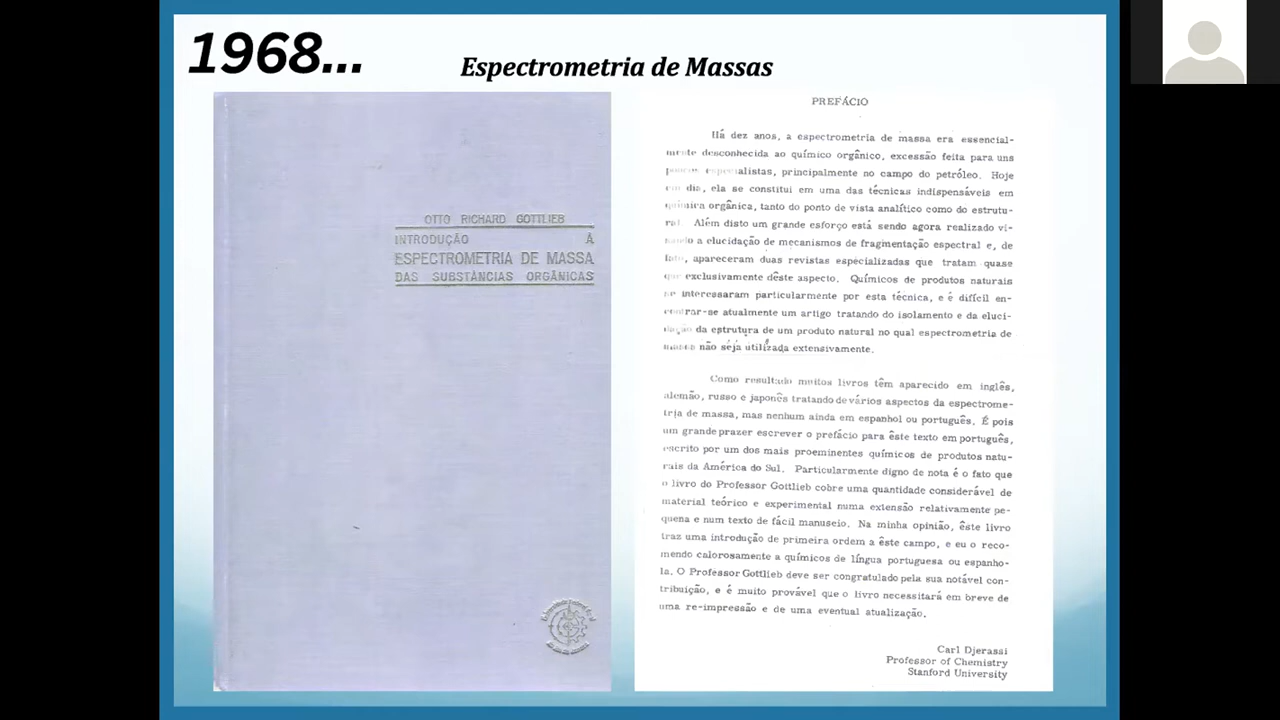 1968...
Espectrometria de Massas
OTTO RICHARD GOTTLIEB
INTRODUÇÃO À
ESPECTROMETRIA DE MASSA
DAS SUBSTÂNCIAS ORGÂNICAS
PREFÁCIO
Há dez anos, a espectrometria de massa era essencial-
mente desconhecida ao químico orgânico, excessão feita para uns
poucos especialistas, principalmente no campo do petróleo. Hoje
em dia, ela se constitui em uma das técnicas indispensáveis em
química orgânica, tanto do ponto de vista analítico como do estrutu-
ral. Além disto um grande esforço está sendo agora realizado vi-
sando a elucidação de mecanismos de fragmentação espectral e, de
fato, apareceram duas revistas especializadas que tratam quase
que exclusivamente dêste aspecto. Químicos de produtos naturais
se interessaram particularmente por esta técnica, e é difícil en-
contrar-se atualmente um artigo tratando do isolamento e da eluci-
dação da estrutura de um produto natural no qual espectrometria de
massa não seja utilizada extensivamente.
Como resultado muitos livros têm aparecido em inglês,
alemão, russo e japonês tratando de vários aspectos da espectrome-
tria de massa, mas nenhum ainda em espanhol ou português. É pois
um grande prazer escrever o prefácio para êste texto em português,
escrito por um dos mais proeminentes químicos de produtos natu-
rais da América do Sul. Particularmente digno de nota é o fato que
o livro do Professor Gottlieb cobre uma quantidade considerável de
material teórico e experimental numa extensão relativamente pe-
quena e num texto de fácil manuseio. Na minha opinião, êste livro
traz uma introdução de primeira ordem a êste campo, e eu o reco-
mendo calorosamente a químicos de língua portuguesa ou espanho-
la. O Professor Gottlieb deve ser congratulado pela sua notável con-
tribuição, e é muito provável que o livro necessitará em breve de
uma re-impressão e de uma eventual atualização.
Carl Djerassi
Professor of Chemistry
Stanford University